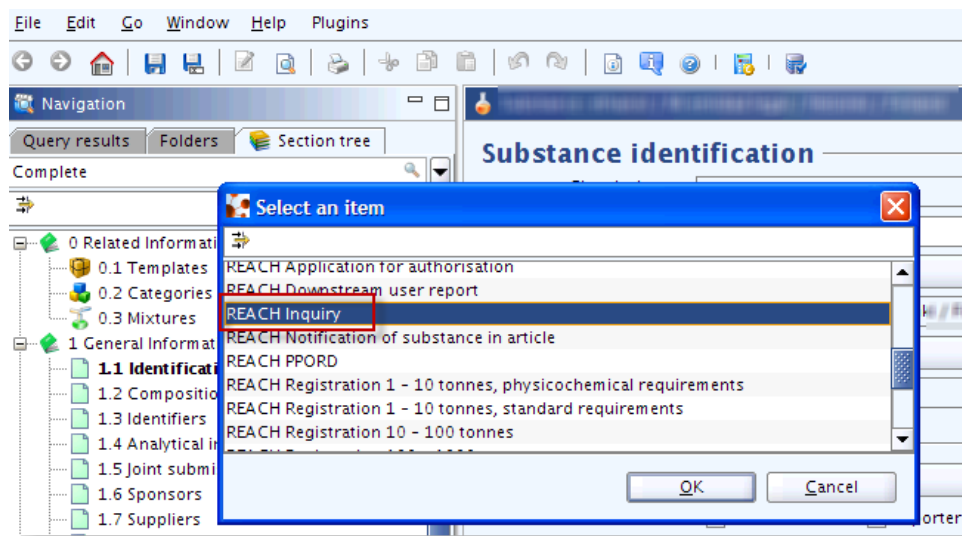 File Edit Go Window Help Plugins
Navigation
Query results Folders Section tree
Substance identification
Complete
Select an item
0 Related Informati
REACH Application for authorisation
0.1 Templates
REACH Downstream user report
0.2 Categories
REACH Inquiry
0.3 Mixtures
REACH Notification of substance in article
1 General Informat
REACH PPORD
1.1 Identificati
REACH Registration 1 - 10 tonnes, physicochemical requirements
1.2 Compositio
REACH Registration 1 - 10 tonnes, standard requirements
1.3 Identifiers
REACH Registration 10 - 100 tonnes
1.4 Analytical in
1.5 Joint submi
1.6 Sponsors
OK Cancel
1.7 Suppliers
orter